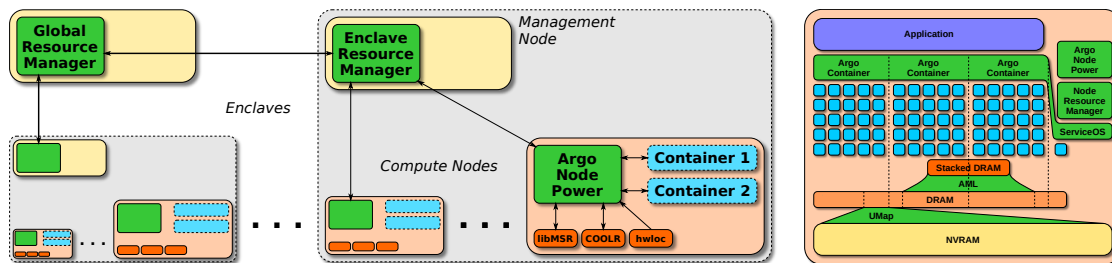 Global
Resource
Manager
Enclave
Resource
Manager
Management
Node
Enclaves
Compute Nodes
Argo
Node
Power
Container 1
Container 2
libMSR
COOLR
hwloc
. . .
. . .
. . .
Application
Argo
Container
Argo
Container
Argo
Container
Argo
Node
Power
Node
Resource
Manager
ServiceOS
Stacked DRAM
AML
DRAM
UMap
NVRAM